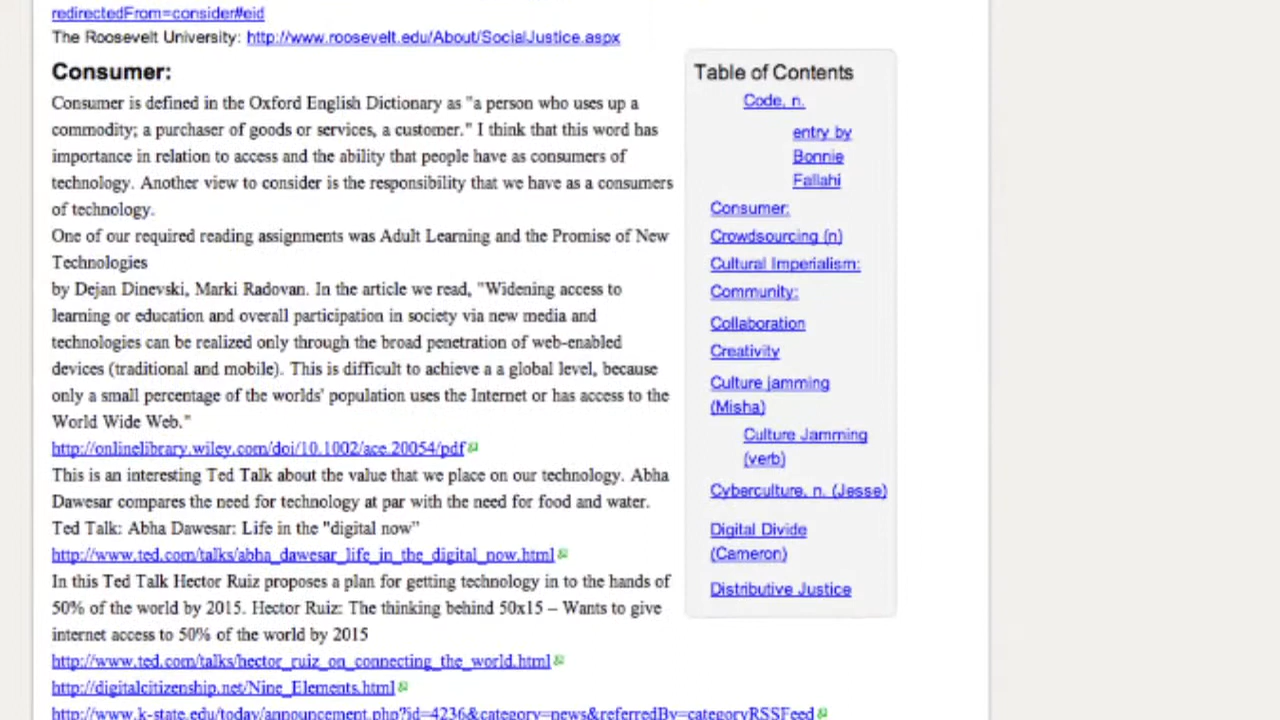 redirectedFrom=consider#eid
The Roosevelt University: http://www.roosevelt.edu/About/SocialJustice.aspx
Consumer:
Consumer is defined in the Oxford English Dictionary as "a person who uses up a
commodity; a purchaser of goods or services, a customer." I think that this word has
importance in relation to access and the ability that people have as consumers of
technology. Another view to consider is the responsibility that we have as a consumers
of technology.
One of our required reading assignments was Adult Learning and the Promise of New
Technologies
by Dejan Dinevski, Marki Radovan. In the article we read, "Widening access to
learning or education and overall participation in society via new media and
technologies can be realized only through the broad penetration of web-enabled
devices (traditional and mobile). This is difficult to achieve a a global level, because
only a small percentage of the worlds' population uses the Internet or has access to the
World Wide Web."
http://onlinelibrary.wiley.com/doi/10.1002/ace.20054/pdf
This is an interesting Ted Talk about the value that we place on our technology. Abha
Dawesar compares the need for technology at par with the need for food and water.
Ted Talk: Abha Dawesar: Life in the "digital now"
http://www.ted.com/talks/abha_dawesar_life_in_the_digital_now.html
In this Ted Talk Hector Ruiz proposes a plan for getting technology in to the hands of
50% of the world by 2015. Hector Ruiz: The thinking behind 50x15 – Wants to give
internet access to 50% of the world by 2015
http://www.ted.com/talks/hector_ruiz_on_connecting_the_world.html
http://digitalcitizenship.net/Nine_Elements.html
http://www.k-state.edu/today/announcement.php?id=4236&category=news&referredBy=categoryRSSFeed
Table of Contents
Code, n.
entry by
Bonnie
Fallahi
Consumer:
Crowdsourcing (n)
Cultural Imperialism:
Community:
Collaboration
Creativity
Culture jamming
(Misha)
Culture Jamming
(verb)
Cyberculture, n. (Jesse)
Digital Divide
(Cameron)
Distributive Justice